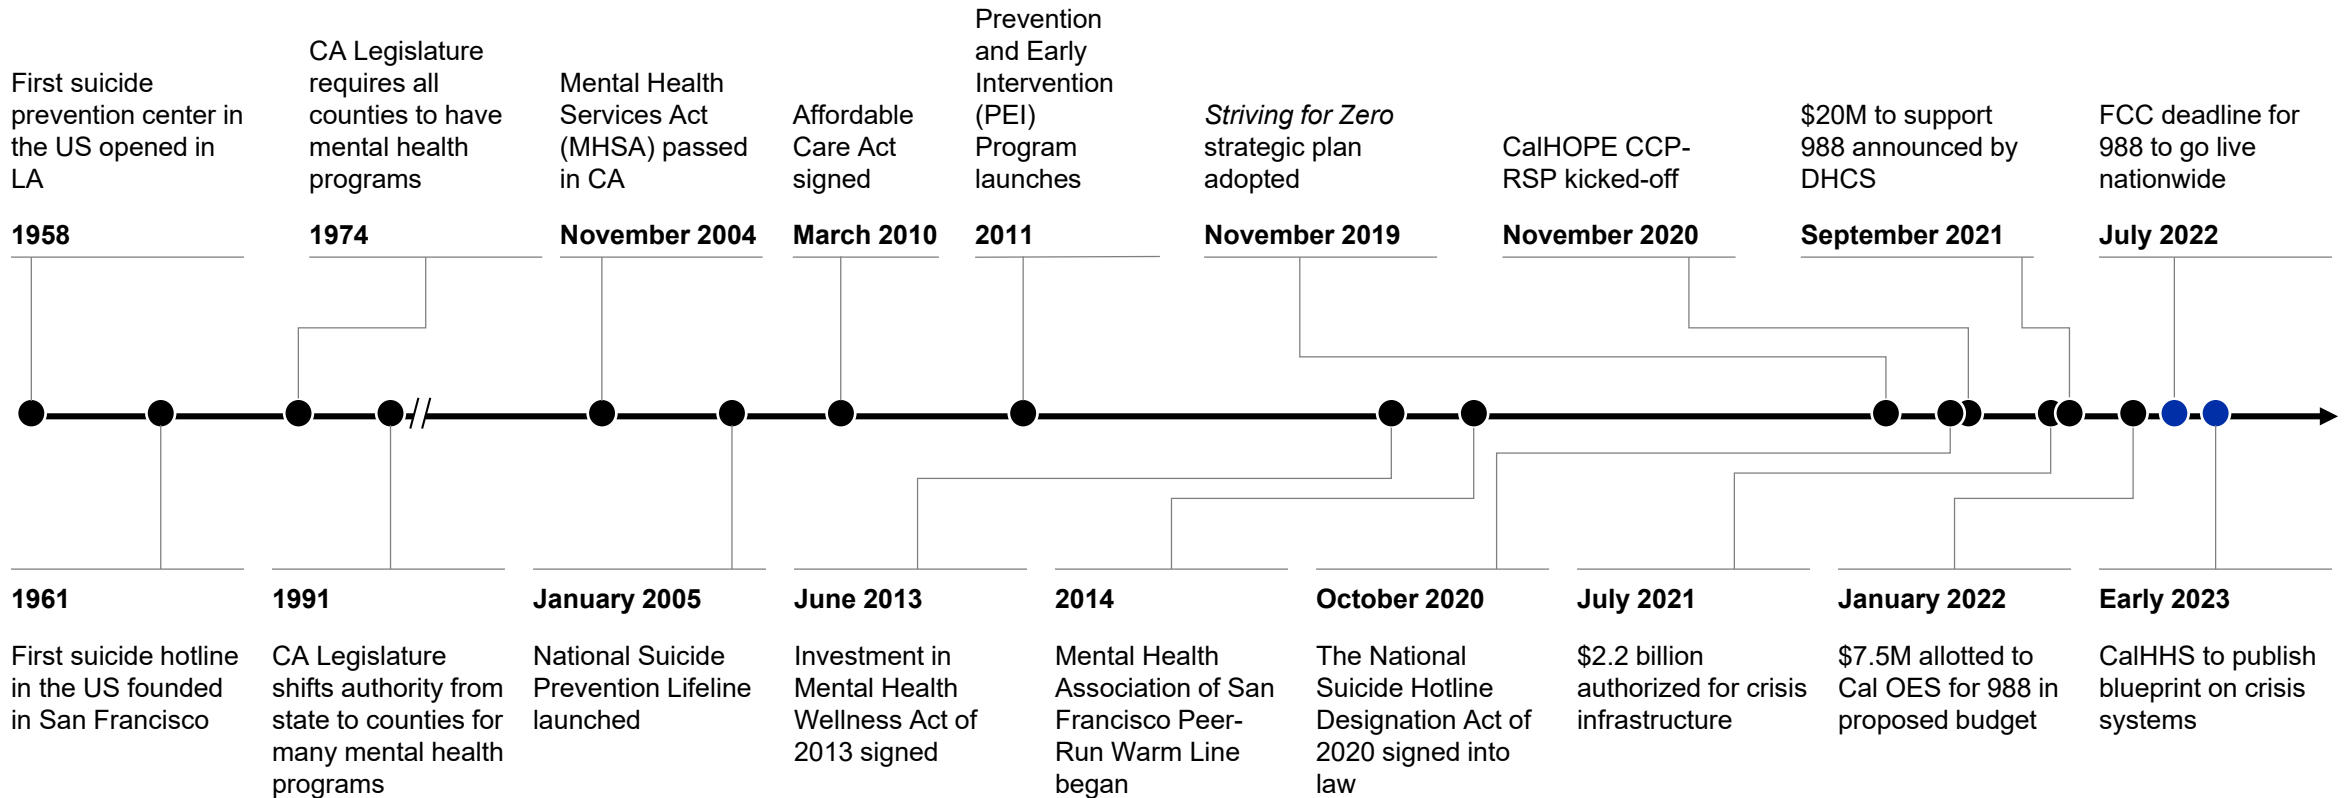 First suicide
prevention center in
the US opened in
LA
1958
CA Legislature
requires all
counties to have
mental health
programs
1974
Mental Health
Services Act
(MHSA) passed
in CA
November 2004
Affordable
Care Act
signed
March 2010
Prevention
and Early
Intervention
(PEI)
Program
launches
2011
Striving for Zero
strategic plan
adopted
November 2019
CalHOPE CCP-
RSP kicked-off
November 2020
$20M to support
988 announced by
DHCS
September 2021
FCC deadline for
988 to go live
nationwide
July 2022
1961
First suicide hotline
in the US founded
in San Francisco
1991
CA Legislature
shifts authority from
state to counties for
many mental health
programs
January 2005
National Suicide
Prevention Lifeline
launched
June 2013
Investment in
Mental Health
Wellness Act of
2013 signed
2014
Mental Health
Association of San
Francisco Peer-
Run Warm Line
began
October 2020
The National
Suicide Hotline
Designation Act of
2020 signed into
law
July 2021
$2.2 billion
authorized for crisis
infrastructure
January 2022
$7.5M allotted to
Cal OES for 988 in
proposed budget
Early 2023
CalHHS to publish
blueprint on crisis
systems